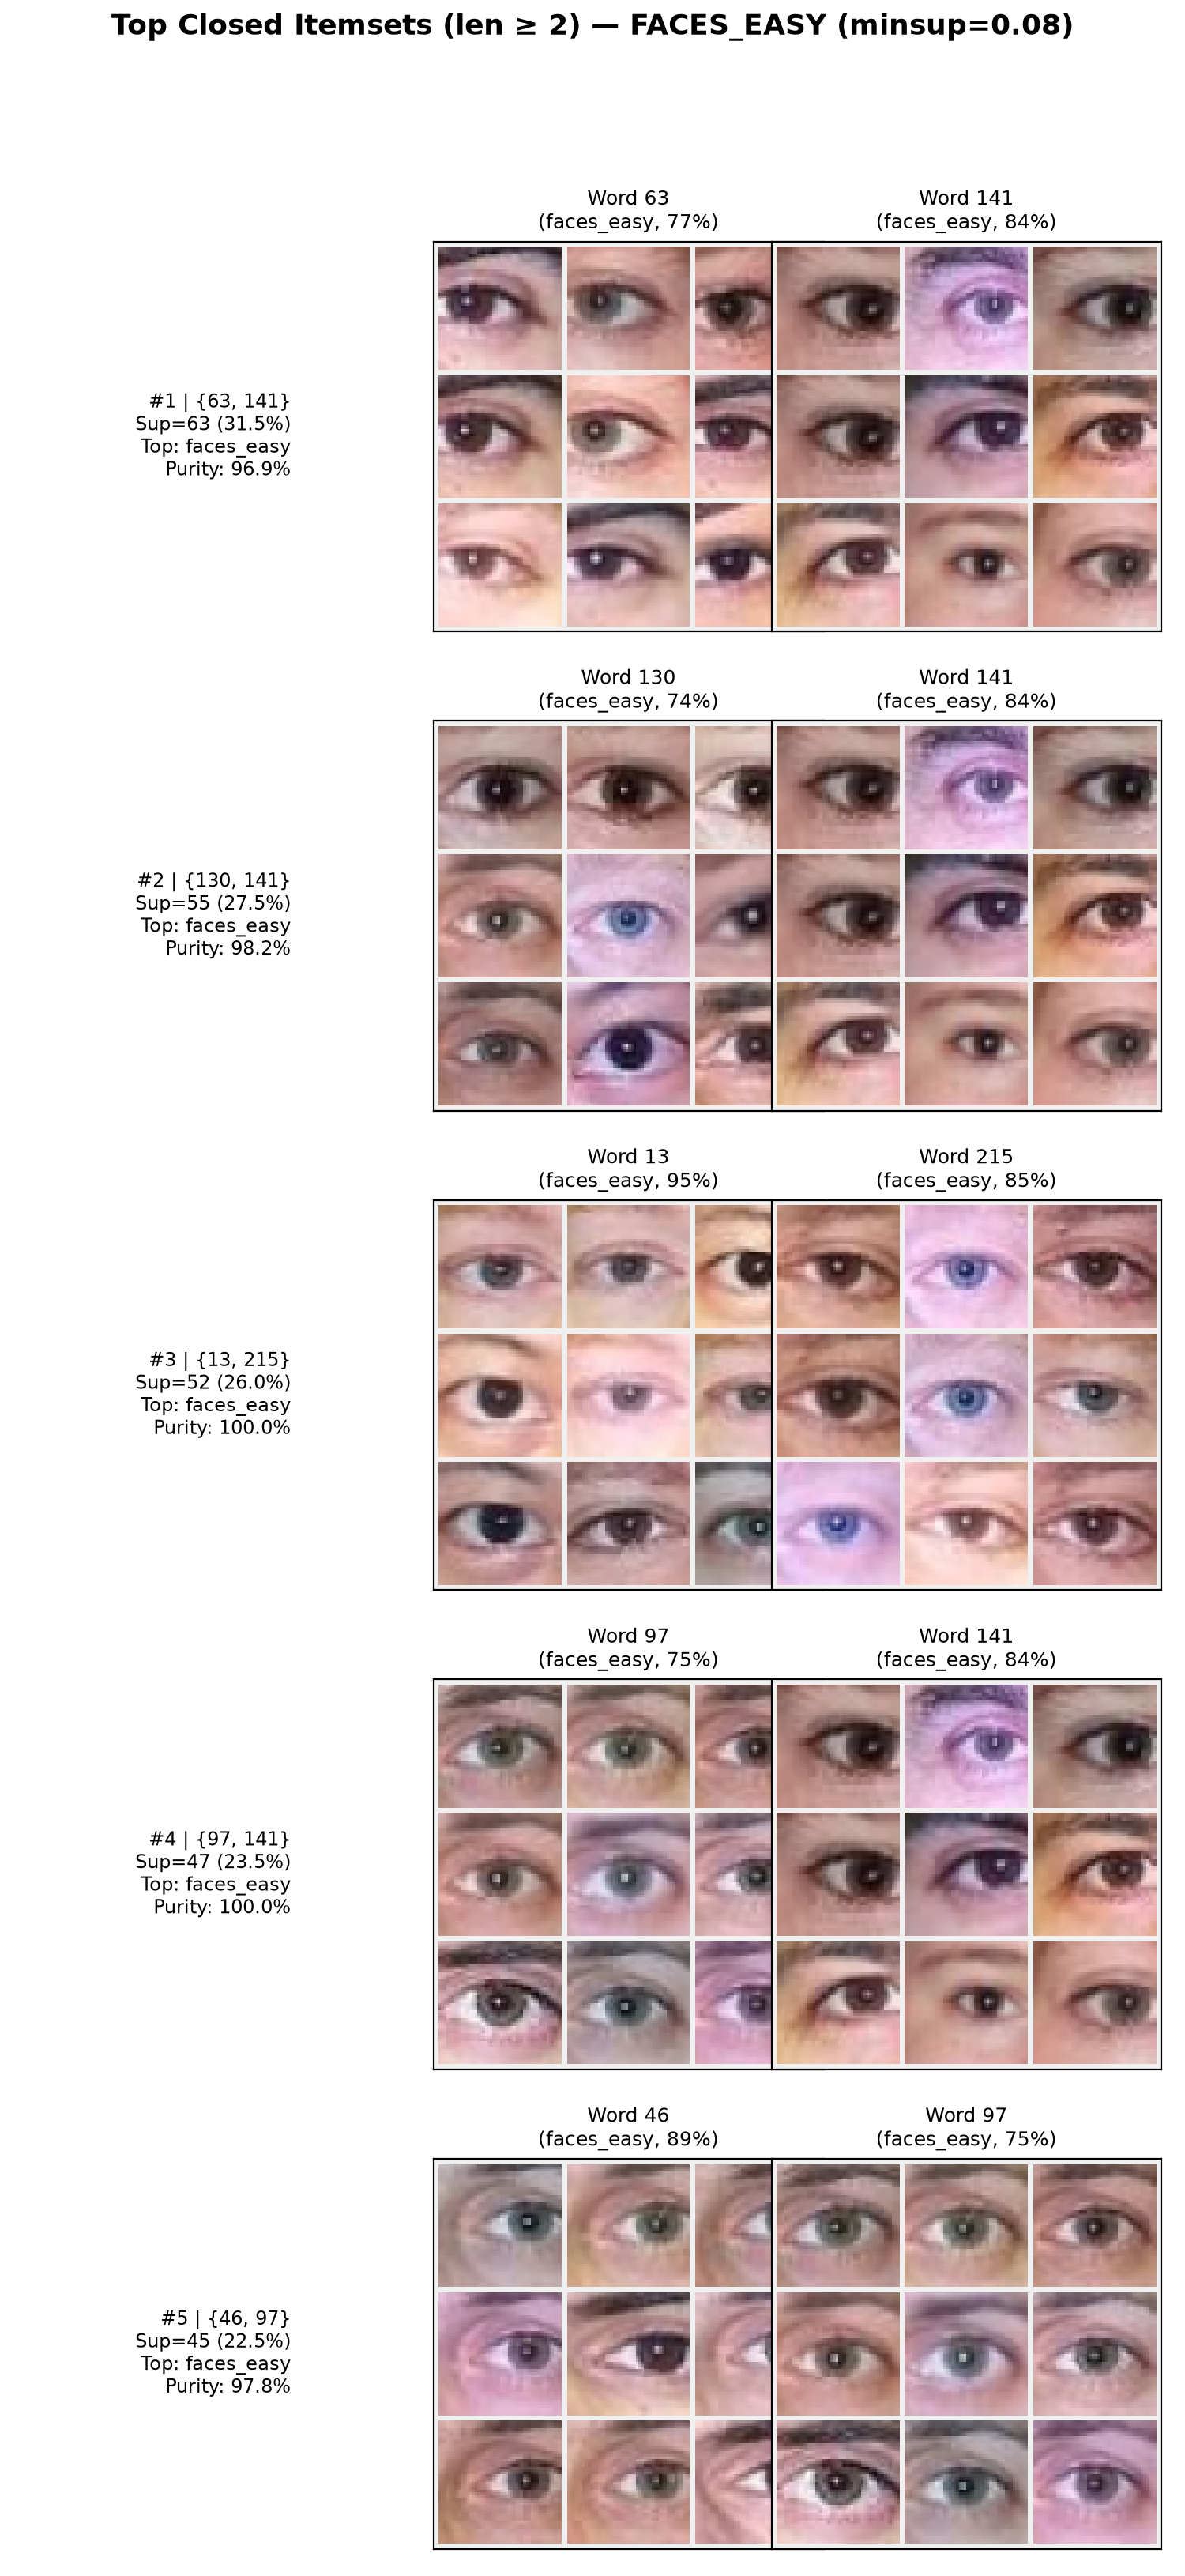 Top Closed Itemsets (len ≥ 2) — FACES_EASY (minsup=0.08)
Word 63
(faces_easy, 77%)
Word 141
(faces_easy, 84%)
#1 | {63, 141}
Sup=63 (31.5%)
Top: faces_easy
Purity: 96.9%
Word 130
(faces_easy, 74%)
Word 141
(faces_easy, 84%)
#2 | {130, 141}
Sup=55 (27.5%)
Top: faces_easy
Purity: 98.2%
Word 13
(faces_easy, 95%)
Word 215
(faces_easy, 85%)
#3 | {13, 215}
Sup=52 (26.0%)
Top: faces_easy
Purity: 100.0%
Word 97
(faces_easy, 75%)
Word 141
(faces_easy, 84%)
#4 | {97, 141}
Sup=47 (23.5%)
Top: faces_easy
Purity: 100.0%
Word 46
(faces_easy, 89%)
Word 97
(faces_easy, 75%)
#5 | {46, 97}
Sup=45 (22.5%)
Top: faces_easy
Purity: 97.8%